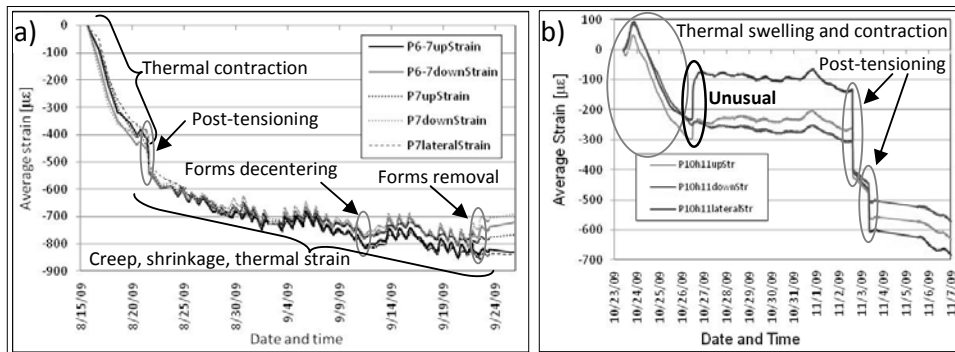 a)
0
-100
-200
-300
-400
-500
-600
-700
-800
-900
Average strain [με]
Thermal contraction
Post-tensioning
Forms decentering
Forms removal
Creep, shrinkage, thermal strain
P6-7upStrain
P6-7downStrain
P7upStrain
P7downStrain
P7lateralStrain
8/15/09
8/20/09
8/25/09
8/30/09
9/4/09
9/9/09
9/14/09
9/19/09
9/24/09
Date and time
b)
100
0
-100
-200
-300
-400
-500
-600
-700
Average Strain [με]
Thermal swelling and contraction
Post-tensioning
Unusual
P10h11upStr
P10h11downStr
P10h11lateralStr
10/23/09
10/24/09
10/25/09
10/26/09
10/27/09
10/28/09
10/29/09
10/30/09
10/31/09
11/1/09
11/2/09
11/3/09
11/4/09
11/5/09
11/6/09
11/7/09
Date and Time